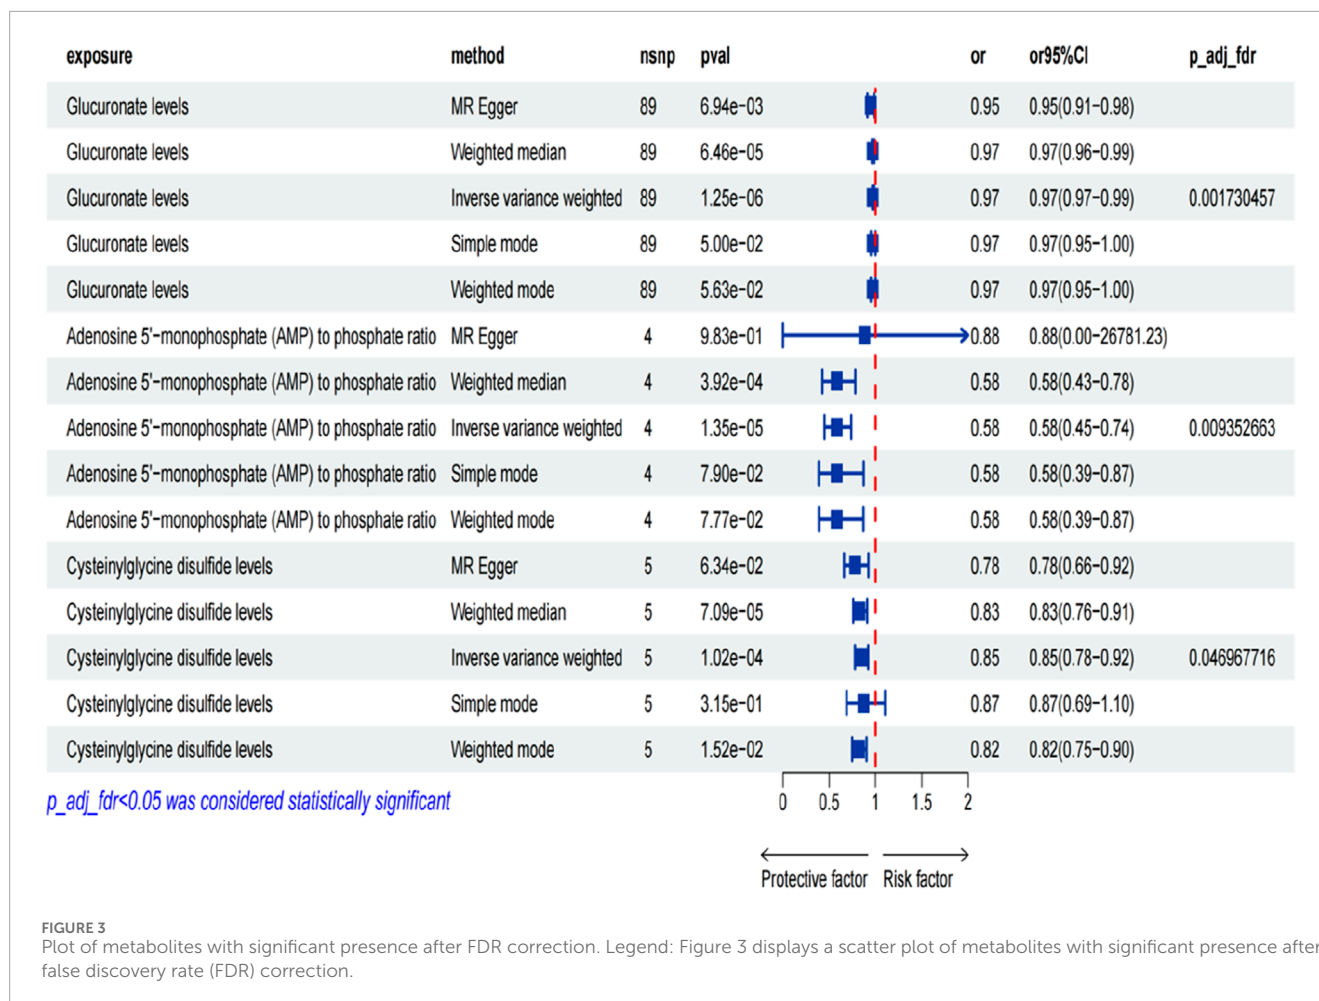 exposure method nsnp pval or or95%CI p_adj_fdr
Glucuronate levels MR Egger 89 6.94e−03 0.95 0.95(0.91−0.98)
Glucuronate levels Weighted median 89 6.46e−05 0.97 0.97(0.96−0.99)
Glucuronate levels Inverse variance weighted 89 1.25e−06 0.97 0.97(0.97−0.99) 0.001730457
Glucuronate levels Simple mode 89 5.00e−02 0.97 0.97(0.95−1.00)
Glucuronate levels Weighted mode 89 5.63e−02 0.97 0.97(0.95−1.00)
Adenosine 5'−monophosphate (AMP) to phosphate ratio MR Egger 4 9.83e−01 0.88 0.88(0.00−26781.23)
Adenosine 5'−monophosphate (AMP) to phosphate ratio Weighted median 4 3.92e−04 0.58 0.58(0.43−0.78)
Adenosine 5'−monophosphate (AMP) to phosphate ratio Inverse variance weighted 4 1.35e−05 0.58 0.58(0.45−0.74) 0.009352663
Adenosine 5'−monophosphate (AMP) to phosphate ratio Simple mode 4 7.90e−02 0.58 0.58(0.39−0.87)
Adenosine 5'−monophosphate (AMP) to phosphate ratio Weighted mode 4 7.77e−02 0.58 0.58(0.39−0.87)
Cysteinylglycine disulfide levels MR Egger 5 6.34e−02 0.78 0.78(0.66−0.92)
Cysteinylglycine disulfide levels Weighted median 5 7.09e−05 0.83 0.83(0.76−0.91)
Cysteinylglycine disulfide levels Inverse variance weighted 5 1.02e−04 0.85 0.85(0.78−0.92) 0.046967716
Cysteinylglycine disulfide levels Simple mode 5 3.15e−01 0.87 0.87(0.69−1.10)
Cysteinylglycine disulfide levels Weighted mode 5 1.52e−02 0.82 0.82(0.75−0.90)
p_adj_fdr<0.05 was considered statistically significant
0 0.5 1 1.5 2
Protective factor Risk factor
FIGURE 3
Plot of metabolites with significant presence after FDR correction. Legend: Figure 3 displays a scatter plot of metabolites with significant presence after
false discovery rate (FDR) correction.